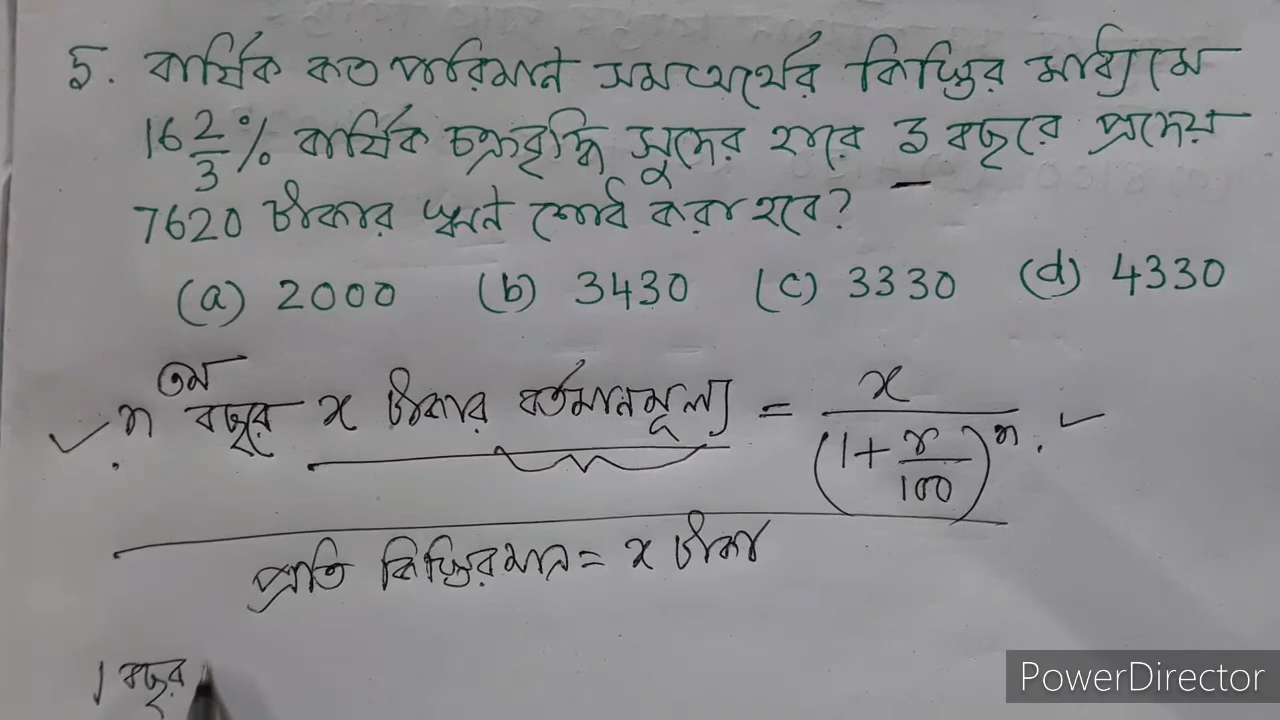 5. বার্ষিক কত পরিমান সমঅর্থের কিস্তির মাধ্যমে
16 2/3 % বার্ষিক চক্রবৃদ্ধি সুদের হারে 3 বছরে প্রদেয়
7620 টাকার ঋন শোধ করা হবে?
(a) 2000 (b) 3430 (c) 3330 (d) 4330
n তম বছরে x টাকার বর্তমানমূল্য = x / (1 + r/100)^n .
প্রতি কিস্তির মান = x টাকা
1 বছর
PowerDirector